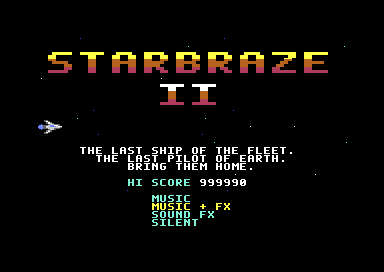 STARBRAZE
II
THE LAST SHIP OF THE FLEET.
THE LAST PILOT OF EARTH.
BRING THEM HOME.
HI SCORE 999990
MUSIC
MUSIC + FX
SOUND FX
SILENT